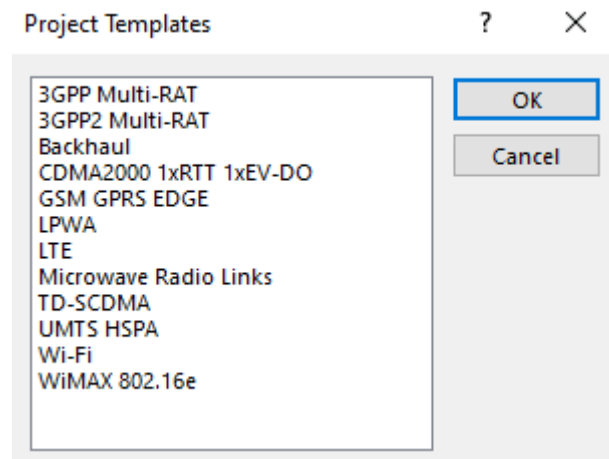 Project Templates
?
3GPP Multi-RAT
3GPP2 Multi-RAT
Backhaul
CDMA2000 1xRTT 1xEV-DO
GSM GPRS EDGE
LPWA
LTE
Microwave Radio Links
TD-SCDMA
UMTS HSPA
Wi-Fi
WiMAX 802.16e
OK
Cancel